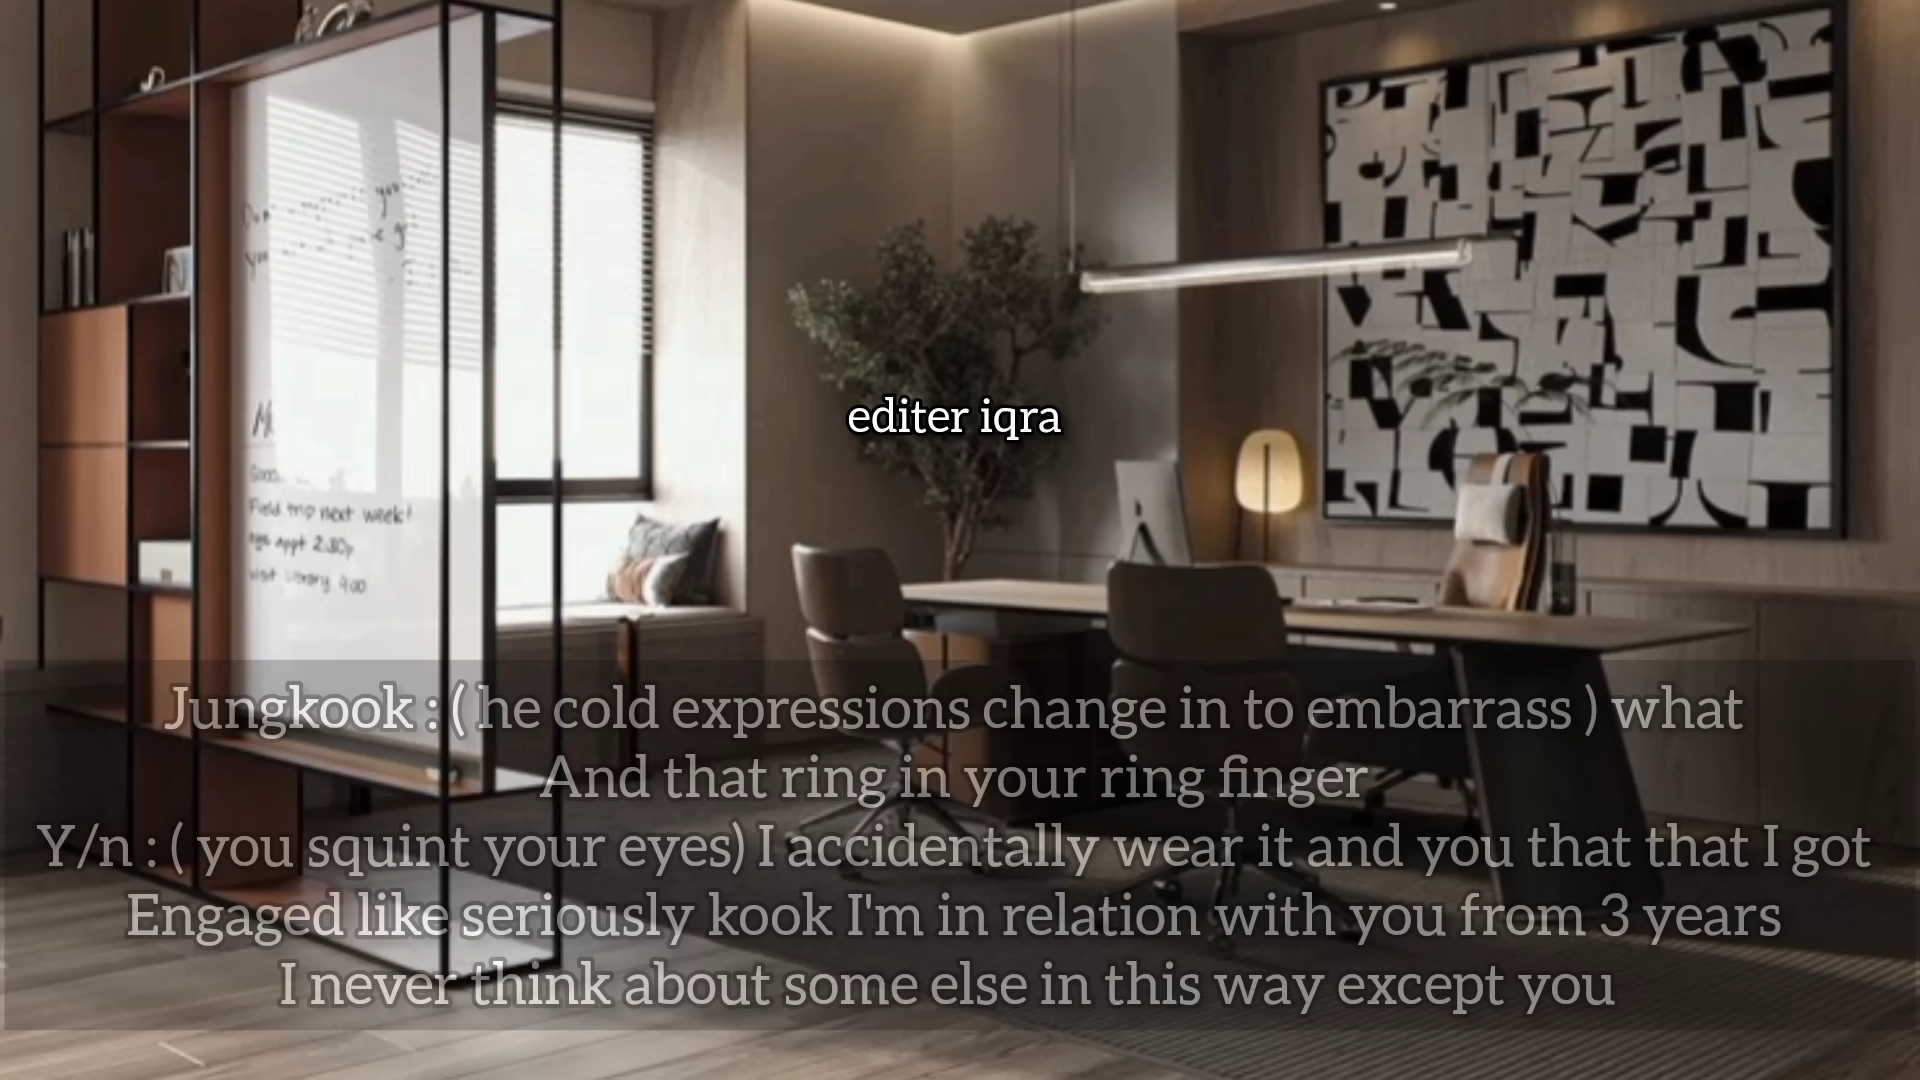 editer iqra
Field trip next week!
Jungkook : ( he cold expressions change in to embarrass ) what
And that ring in your ring finger
Y/n : ( you squint your eyes) I accidentally wear it and you that that I got
Engaged like seriously kook I'm in relation with you from 3 years
I never think about some else in this way except you